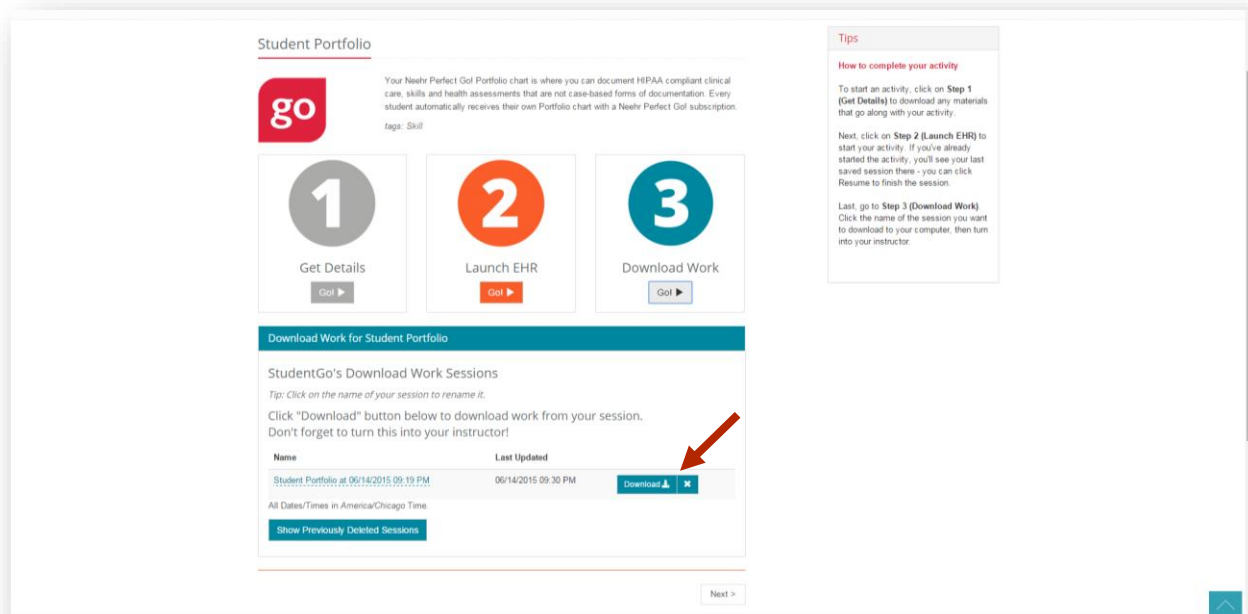 Student Portfolio
go
Your Neehr Perfect Go! Portfolio chart is where you can document HIPAA compliant clinical
care, skills and health assessments that are not case-based forms of documentation. Every
student automatically receives their own Portfolio chart with a Neehr Perfect Go! subscription.
tags: Skill
1
Get Details
Go!
2
Launch EHR
Go!
3
Download Work
Go!
Download Work for Student Portfolio
StudentGo's Download Work Sessions
Tip: Click on the name of your session to rename it.
Click "Download" button below to download work from your session.
Don't forget to turn this into your instructor!
Name Last Updated
Student Portfolio at 06/14/2015 09:19 PM 06/14/2015 09:30 PM Download
All Dates/Times in America/Chicago Time.
Show Previously Deleted Sessions
Next >
Tips
How to complete your activity
To start an activity, click on Step 1
(Get Details) to download any materials
that go along with your activity.
Next, click on Step 2 (Launch EHR) to
start your activity. If you've already
started the activity, you'll see your last
saved session there - you can click
Resume to finish the session.
Last, go to Step 3 (Download Work).
Click the name of the session you want
to download to your computer, then turn
into your instructor.